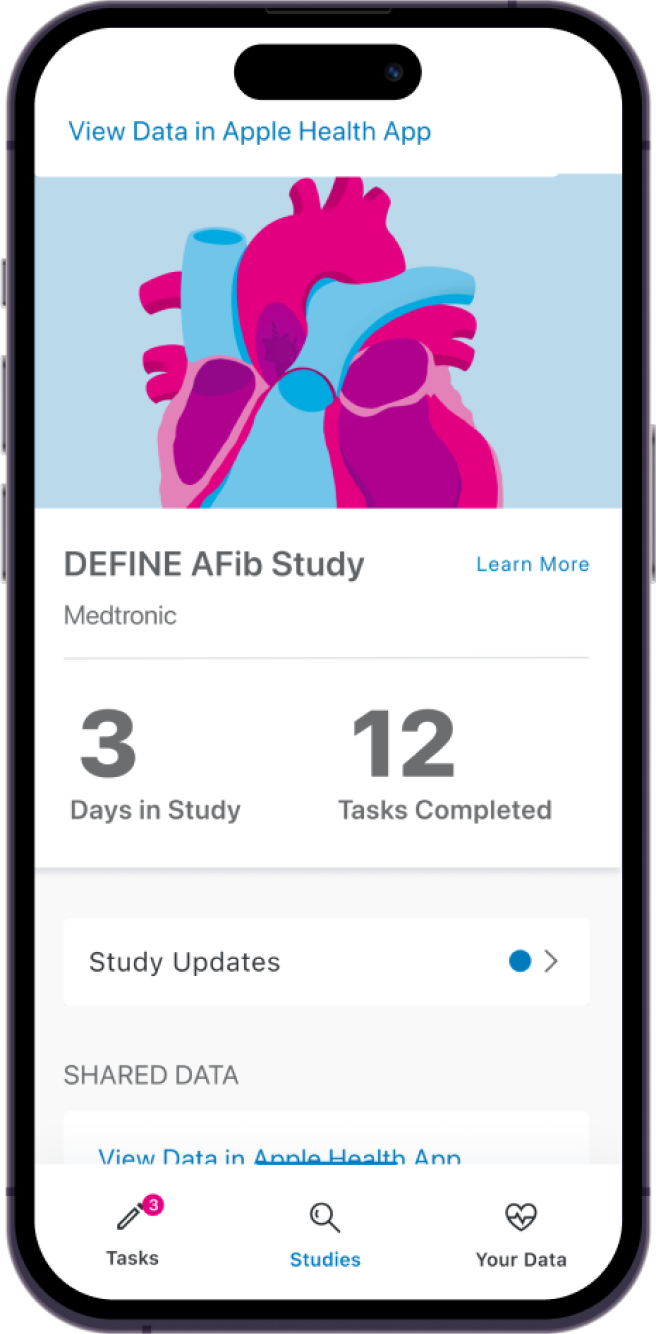 View Data in Apple Health App
DEFINE AFib Study
Learn More
Medtronic
3
12
Days in Study
Tasks Completed
Study Updates
SHARED DATA
View Data in Apple Health App
3
Tasks
Studies
Your Data